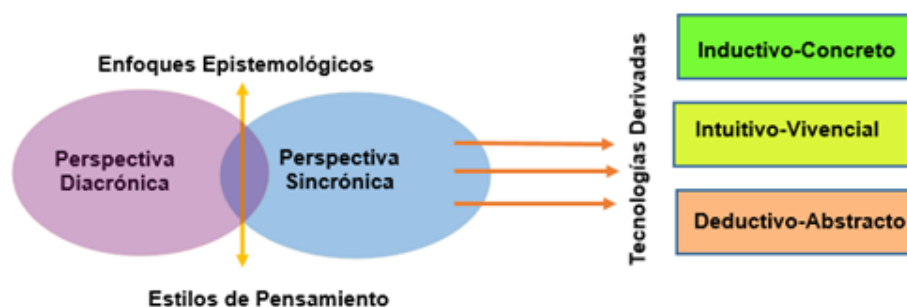 Enfoques Epistemológicos
Perspectiva
Diacrónica
Perspectiva
Sincrónica
Estilos de Pensamiento
Tecnologías Derivadas
Inductivo-Concreto
Intuitivo-Vivencial
Deductivo-Abstracto